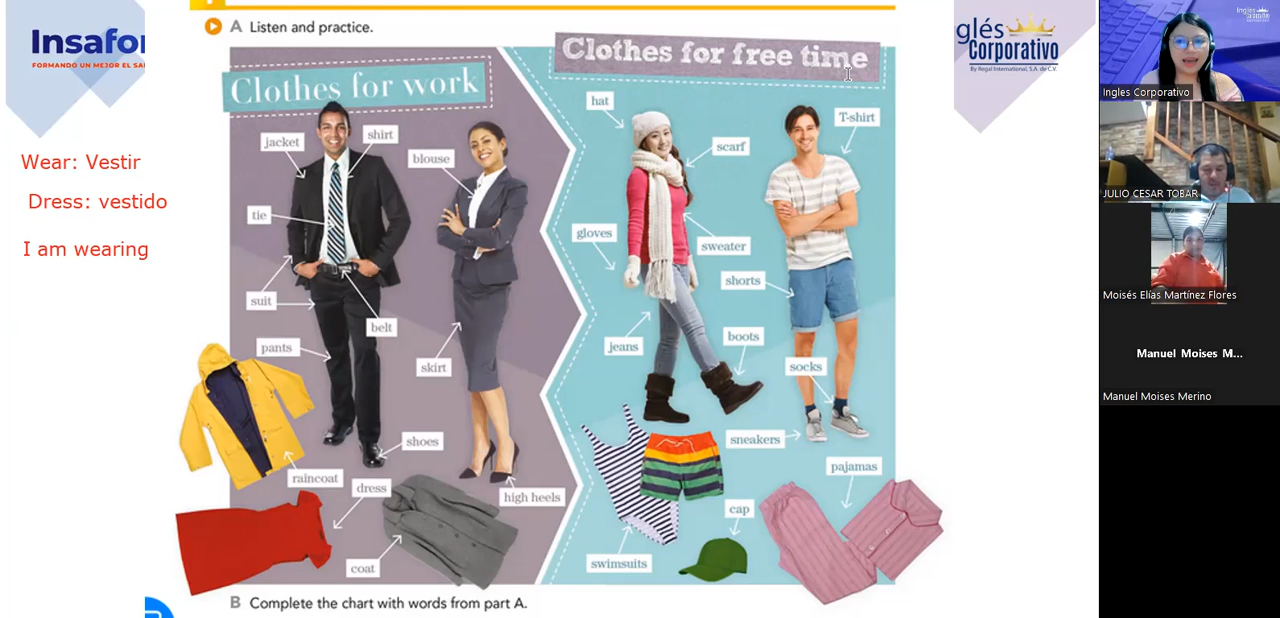 Insafor
FORMANDO UN MEJOR EL SAL
Wear: Vestir
Dress: vestido
I am wearing
A Listen and practice.
Clothes for work
jacket
shirt
blouse
tie
suit
belt
pants
skirt
shoes
raincoat
dress
high heels
coat
Clothes for free time
hat
T-shirt
scarf
gloves
sweater
shorts
jeans
boots
socks
sneakers
pajamas
cap
swimsuits
B Complete the chart with words from part A.
glés
Corporativo
By Regal International, S.A. de C.V.
Ingles Corporativo
JULIO CESAR TOBAR
Moisés Elías Martínez Flores
Manuel Moises M...
Manuel Moises Merino